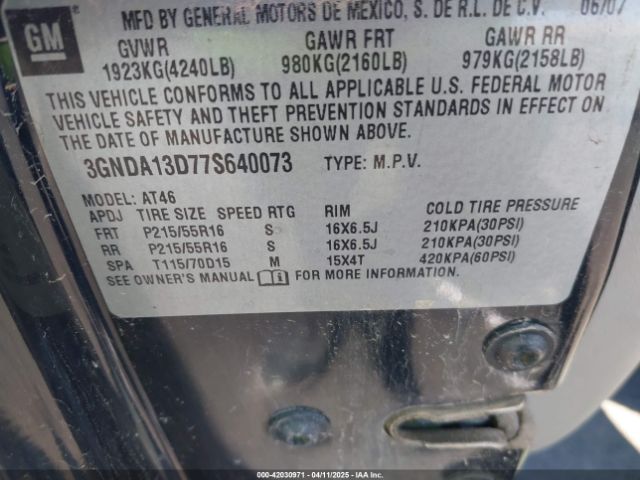 MFD BY GENERAL MOTORS DE MEXICO, S. DE R.L. DE C.V. 06/07
GM
GVWR GAWR FRT GAWR RR
1923KG(4240LB) 980KG(2160LB) 979KG(2158LB)
THIS VEHICLE CONFORMS TO ALL APPLICABLE U.S. FEDERAL MOTOR
VEHICLE SAFETY AND THEFT PREVENTION STANDARDS IN EFFECT ON
THE DATE OF MANUFACTURE SHOWN ABOVE.
3GNDA13D77S640073 TYPE: M.P.V.
MODEL: AT46
APDJ TIRE SIZE SPEED RTG RIM COLD TIRE PRESSURE
FRT P215/55R16 S 16X6.5J 210KPA(30PSI)
RR P215/55R16 S 16X6.5J 210KPA(30PSI)
SPA T115/70D15 M 15X4T 420KPA(60PSI)
SEE OWNER'S MANUAL FOR MORE INFORMATION.
000-42030971 - 04/11/2025 - IAA Inc.